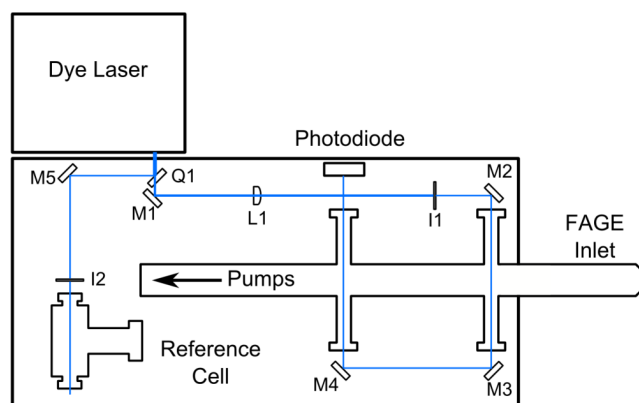 Dye Laser
Photodiode
M5
Q1
M2
M1
L1
I1
FAGE
Inlet
I2
Pumps
Reference
Cell
M4
M3